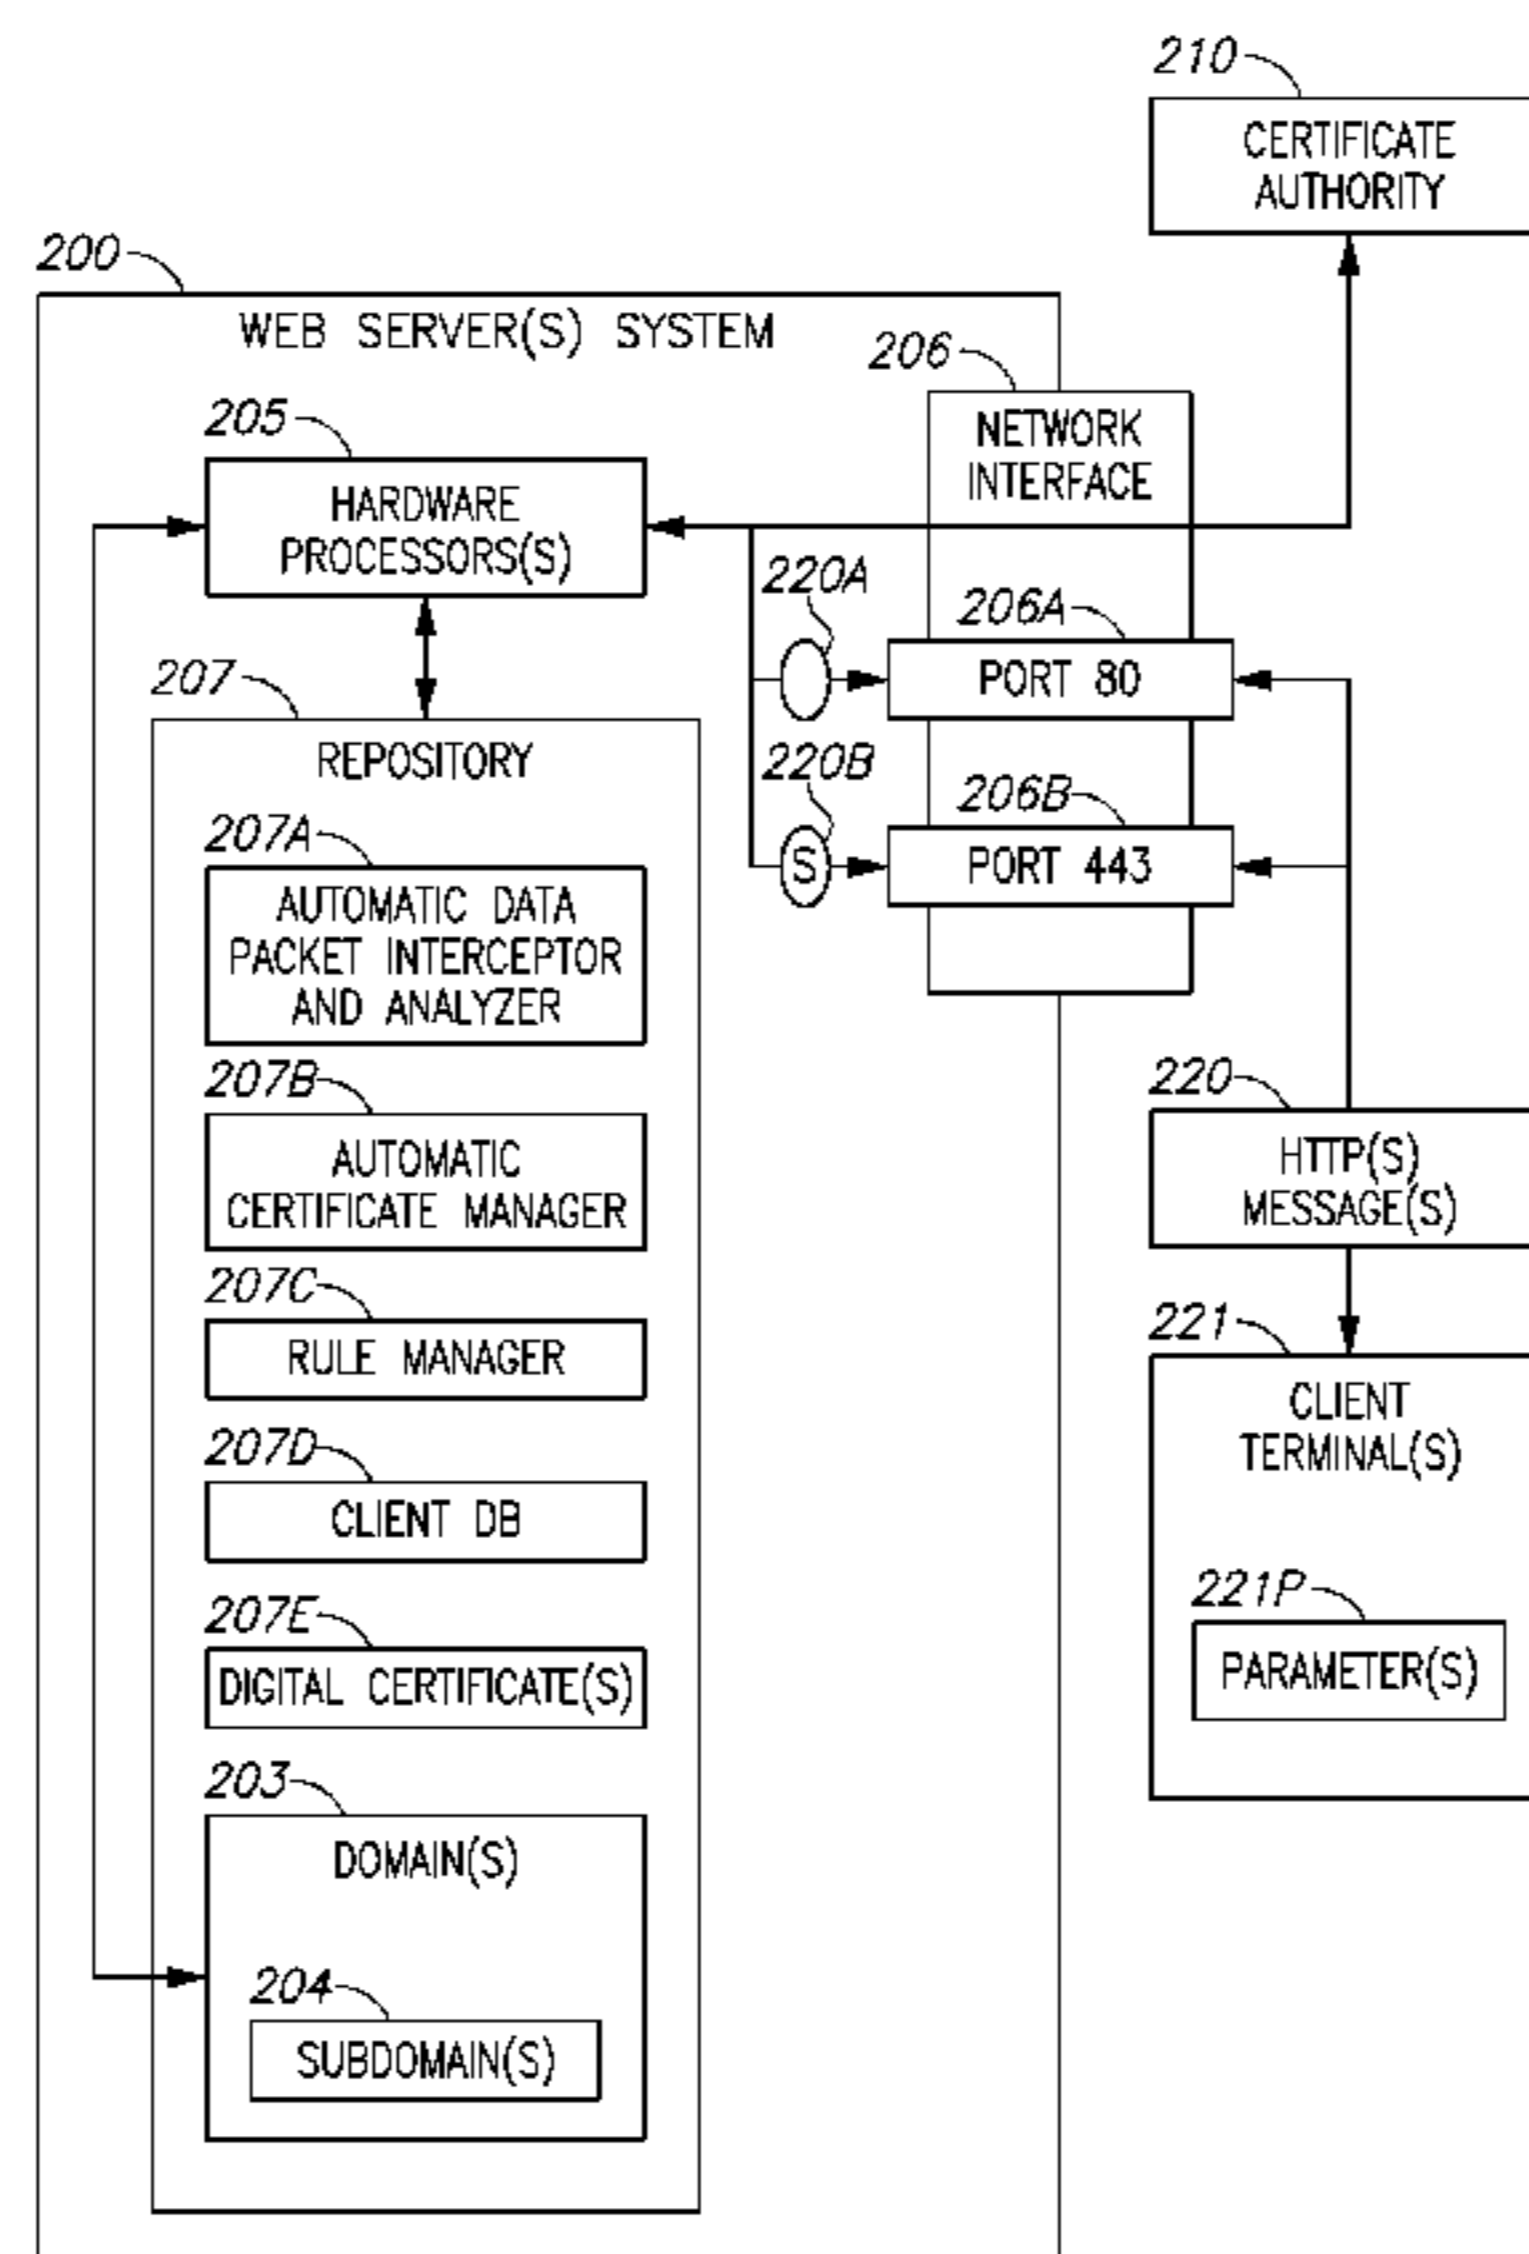 210
CERTIFICATE
AUTHORITY
200
WEB SERVER(S) SYSTEM
206
NETWORK
INTERFACE
205
HARDWARE
PROCESSORS(S)
220A
206A
PORT 80
207
REPOSITORY
220B
S
206B
PORT 443
207A
AUTOMATIC DATA
PACKET INTERCEPTOR
AND ANALYZER
207B
AUTOMATIC
CERTIFICATE MANAGER
220
HTTP(S)
MESSAGE(S)
207C
RULE MANAGER
221
CLIENT
TERMINAL(S)
207D
CLIENT DB
221P
PARAMETER(S)
207E
DIGITAL CERTIFICATE(S)
203
DOMAIN(S)
204
SUBDOMAIN(S)